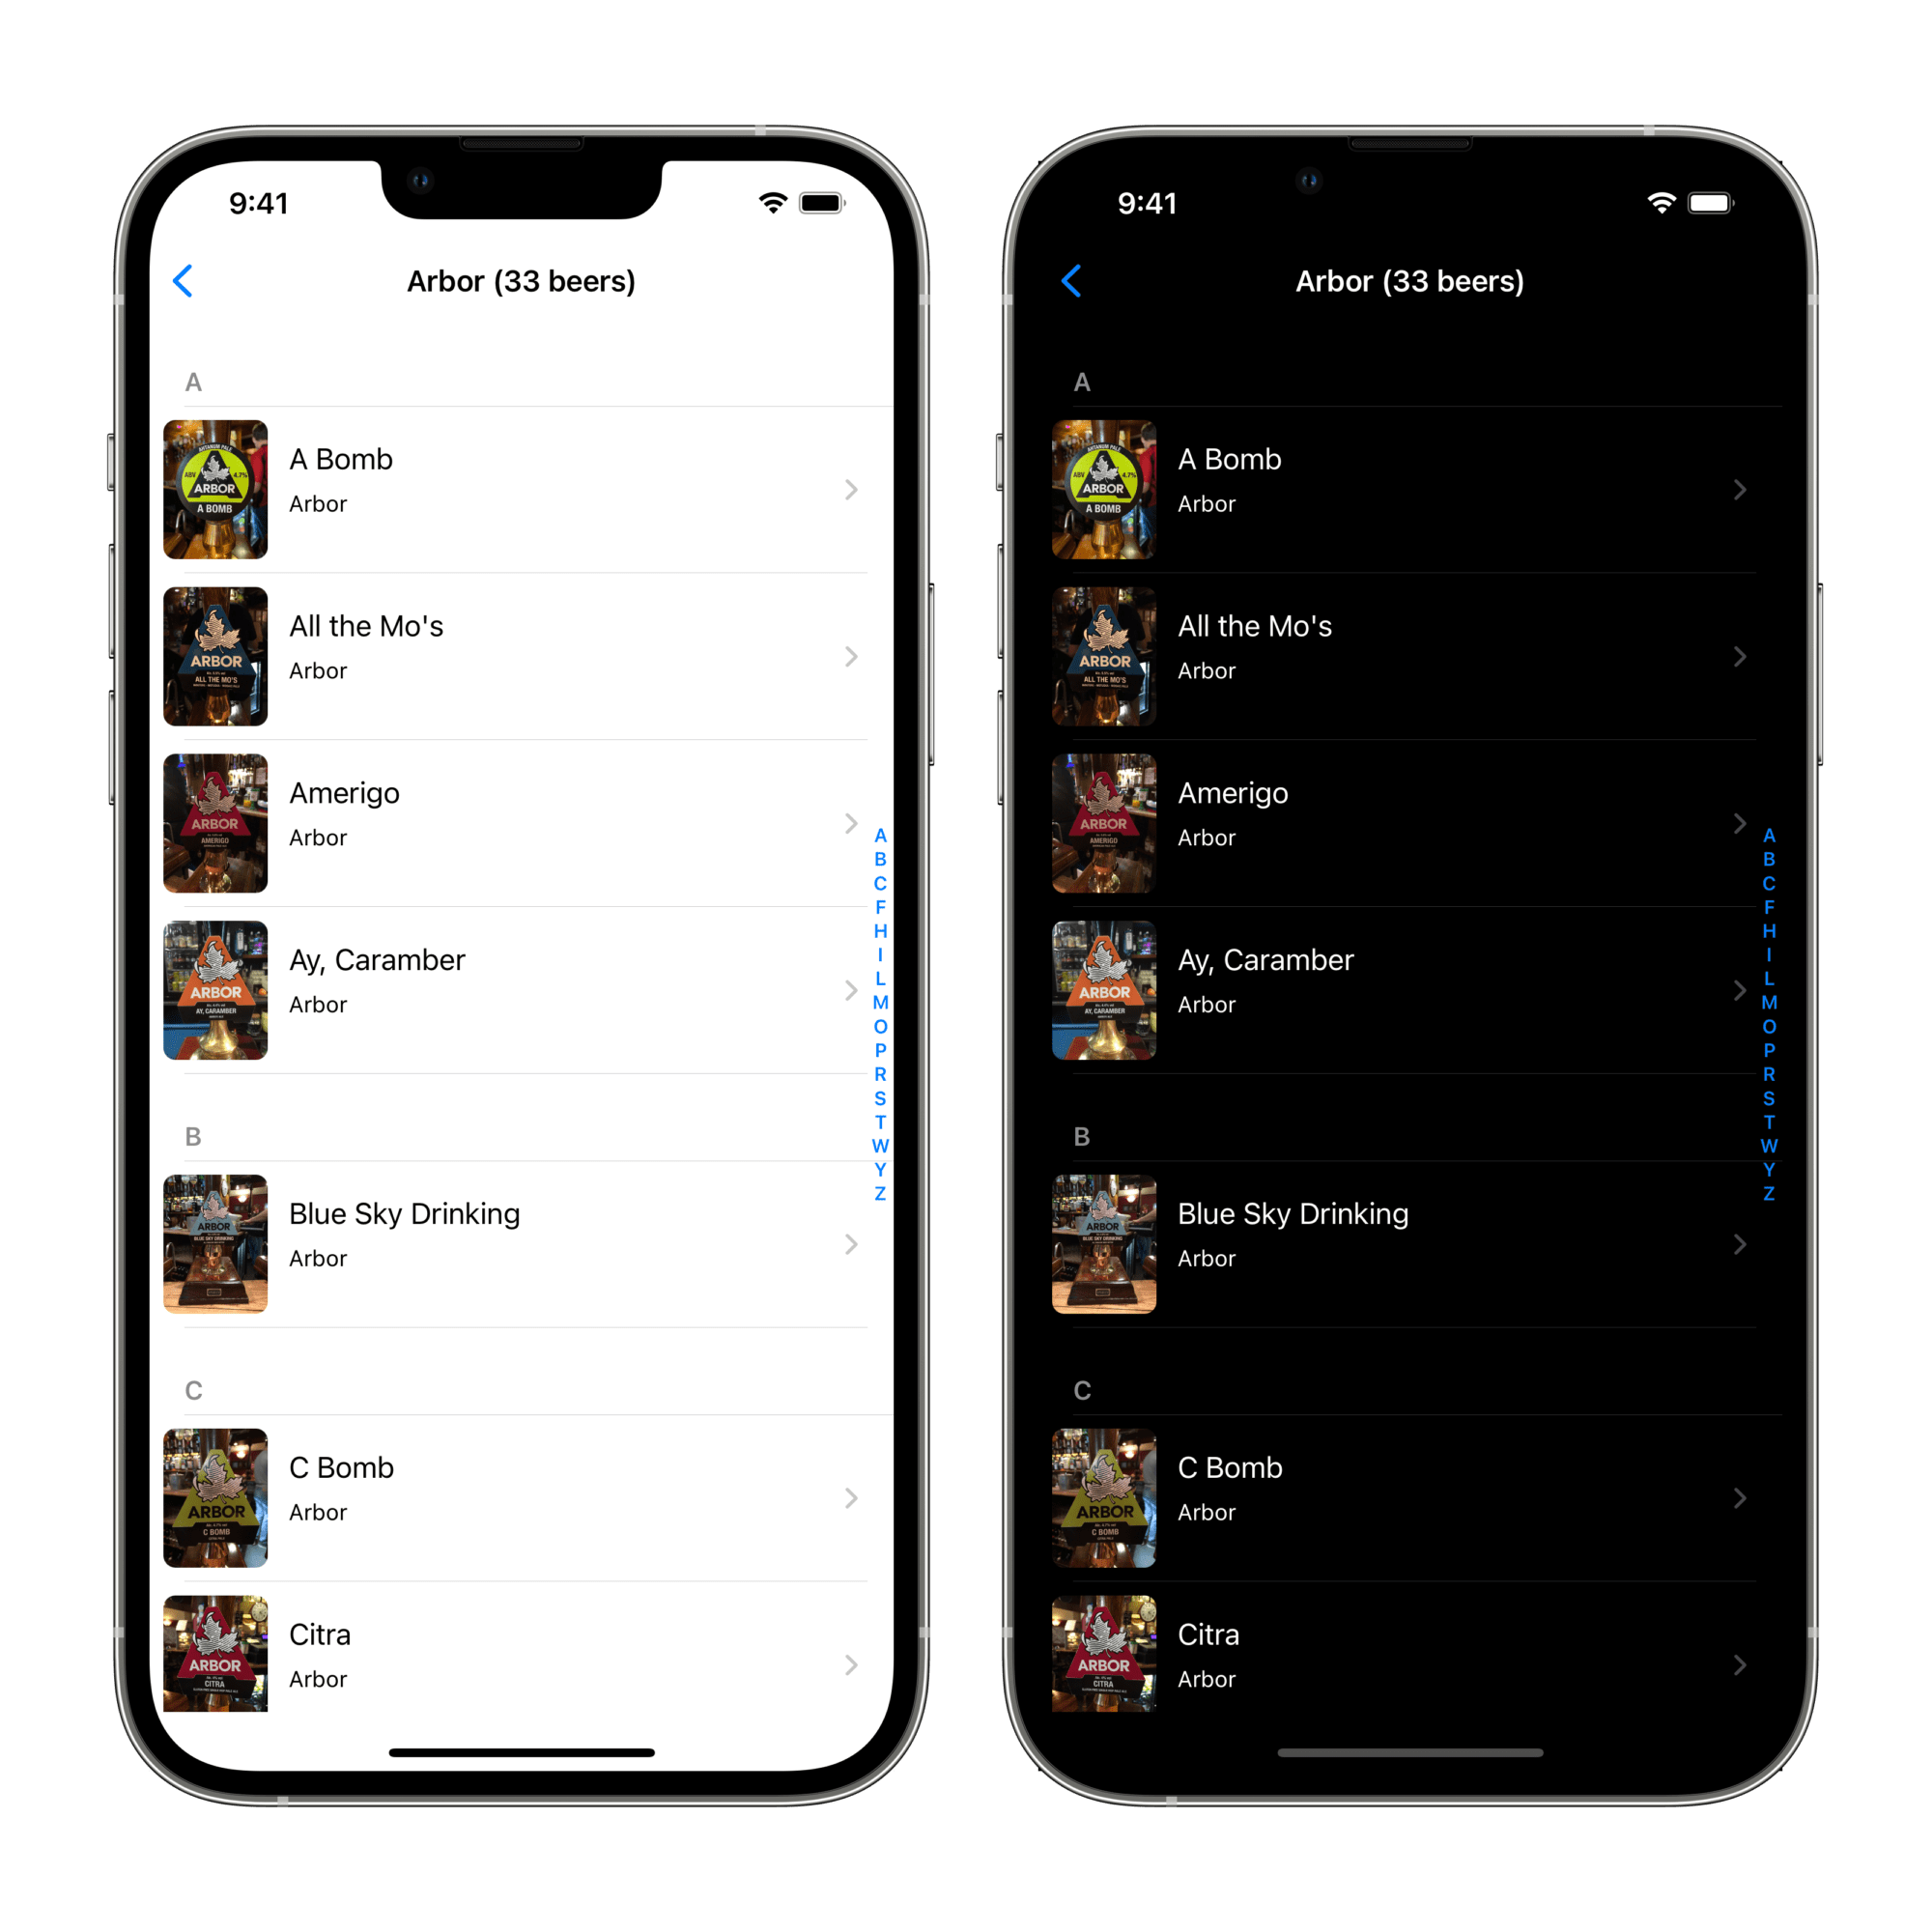 9:41
Arbor (33 beers)
A
AHTANUM PALE
ABV 4.7%
ARBOR
A BOMB
A Bomb
Arbor
ARBOR
ALL THE MO'S
All the Mo's
Arbor
ARBOR
AMERIGO
Amerigo
Arbor
ARBOR
AY, CARAMBER
Ay, Caramber
Arbor
B
ARBOR
BLUE SKY DRINKING
Blue Sky Drinking
Arbor
C
ARBOR
C BOMB
C Bomb
Arbor
ARBOR
CITRA
Citra
Arbor
A
B
C
F
H
I
L
M
O
P
R
S
T
W
Y
Z
9:41
Arbor (33 beers)
A
AHTANUM PALE
ABV 4.7%
ARBOR
A BOMB
A Bomb
Arbor
ARBOR
ALL THE MO'S
All the Mo's
Arbor
ARBOR
AMERIGO
Amerigo
Arbor
ARBOR
AY, CARAMBER
Ay, Caramber
Arbor
B
ARBOR
BLUE SKY DRINKING
Blue Sky Drinking
Arbor
C
ARBOR
C BOMB
C Bomb
Arbor
ARBOR
CITRA
Citra
Arbor
A
B
C
F
H
I
L
M
O
P
R
S
T
W
Y
Z